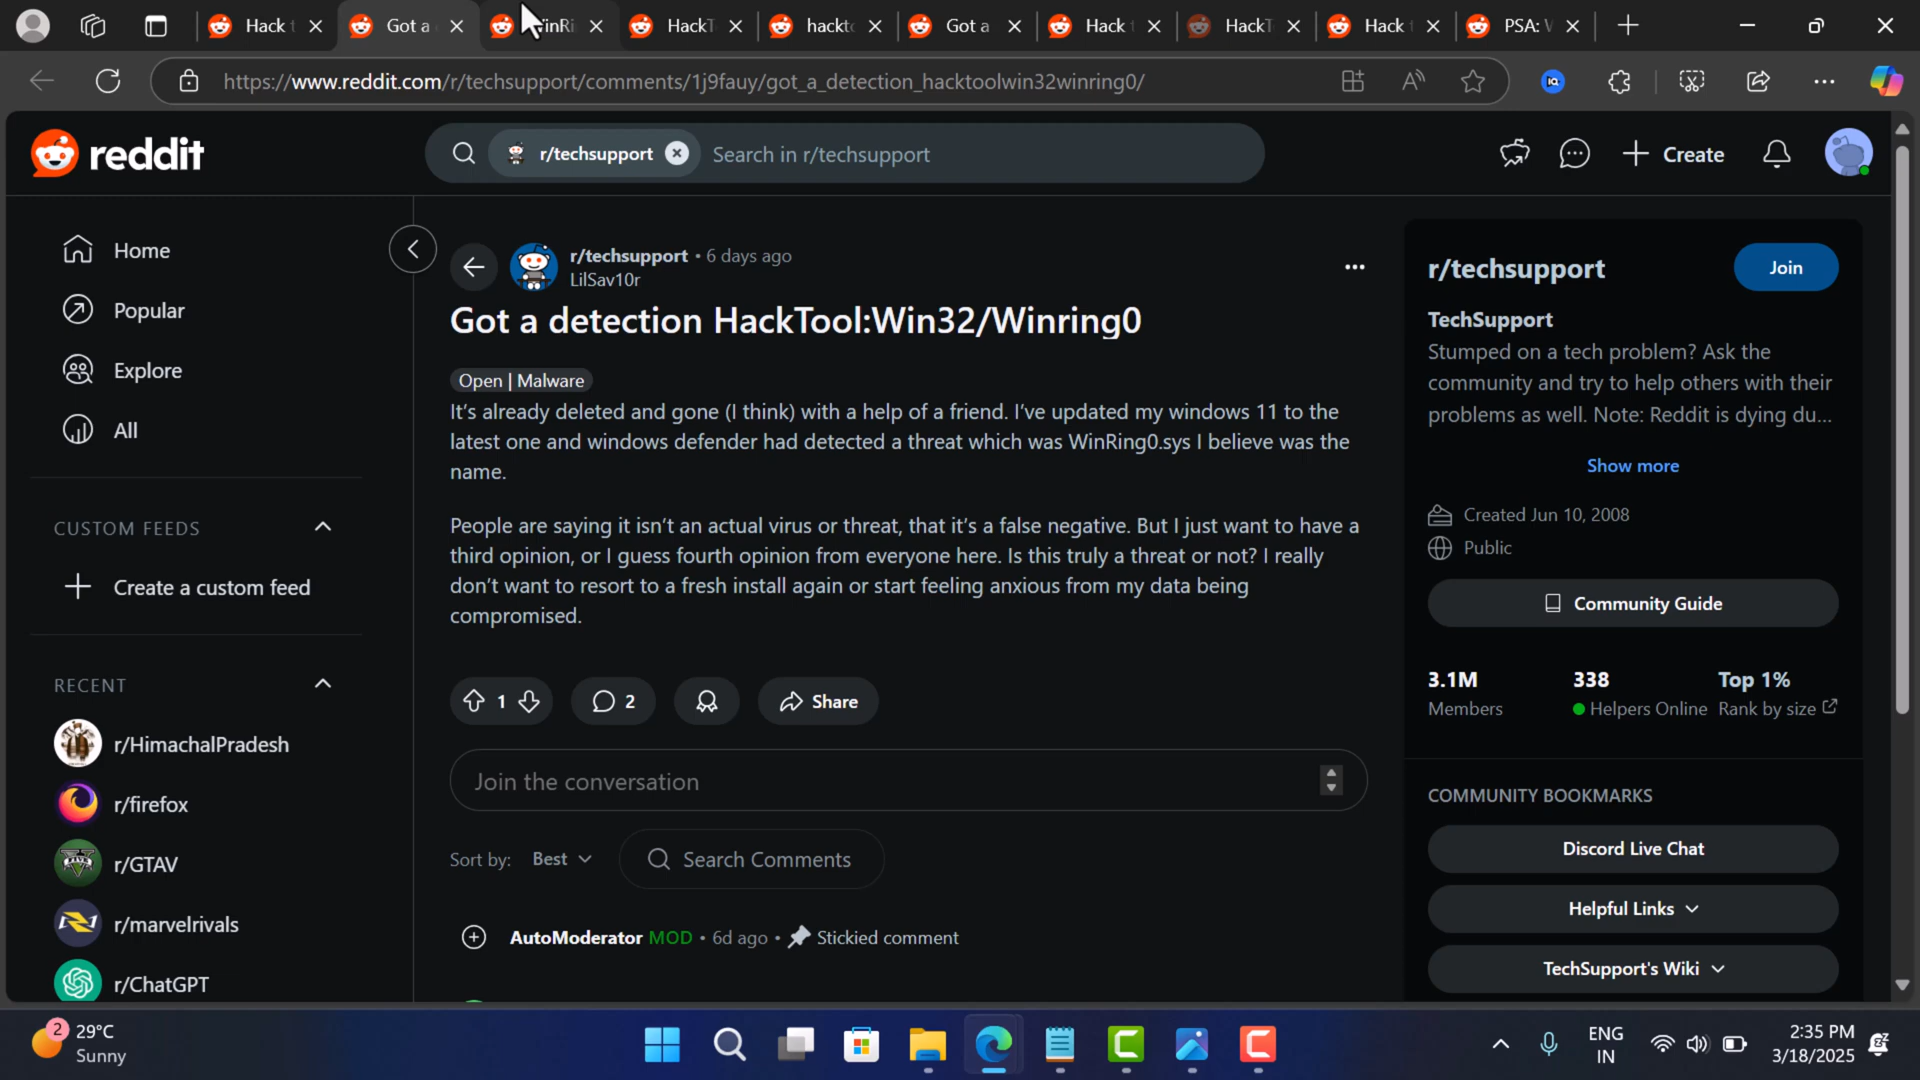 Hack t
Got a
WinRi
HackT
hackto
Got a
Hack t
HackT
Hack t
PSA: W
https://www.reddit.com/r/techsupport/comments/1j9fauy/got_a_detection_hacktoolwin32winring0/
reddit
r/techsupport
Search in r/techsupport
Create
Home
Popular
Explore
All
CUSTOM FEEDS
Create a custom feed
RECENT
r/HimachalPradesh
r/firefox
r/GTAV
r/marvelrivals
r/ChatGPT
r/techsupport • 6 days ago
LilSav10r
Got a detection HackTool:Win32/Winring0
Open | Malware
It's already deleted and gone (I think) with a help of a friend. I've updated my windows 11 to the
latest one and windows defender had detected a threat which was WinRing0.sys I believe was the
name.
People are saying it isn't an actual virus or threat, that it's a false negative. But I just want to have a
third opinion, or I guess fourth opinion from everyone here. Is this truly a threat or not? I really
don't want to resort to a fresh install again or start feeling anxious from my data being
compromised.
1
2
Share
Join the conversation
Sort by: Best
Search Comments
AutoModerator MOD • 6d ago • Stickied comment
r/techsupport
Join
TechSupport
Stumped on a tech problem? Ask the
community and try to help others with their
problems as well. Note: Reddit is dying du...
Show more
Created Jun 10, 2008
Public
Community Guide
3.1M 338 Top 1%
Members Helpers Online Rank by size
COMMUNITY BOOKMARKS
Discord Live Chat
Helpful Links
TechSupport's Wiki
2
29°C
Sunny
ENG
IN
2:35 PM
3/18/2025